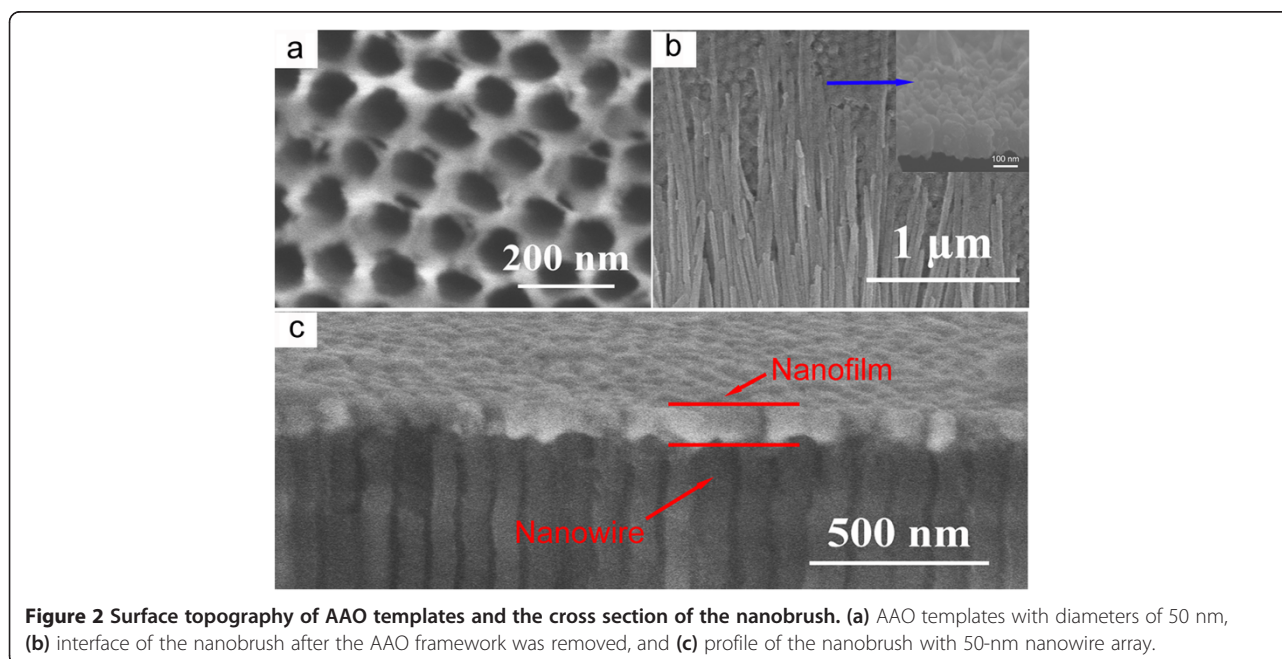 a
200 nm
b
100 nm
1 μm
c
Nanofilm
Nanowire
500 nm
Figure 2 Surface topography of AAO templates and the cross section of the nanobrush. (a) AAO templates with diameters of 50 nm,
(b) interface of the nanobrush after the AAO framework was removed, and (c) profile of the nanobrush with 50-nm nanowire array.